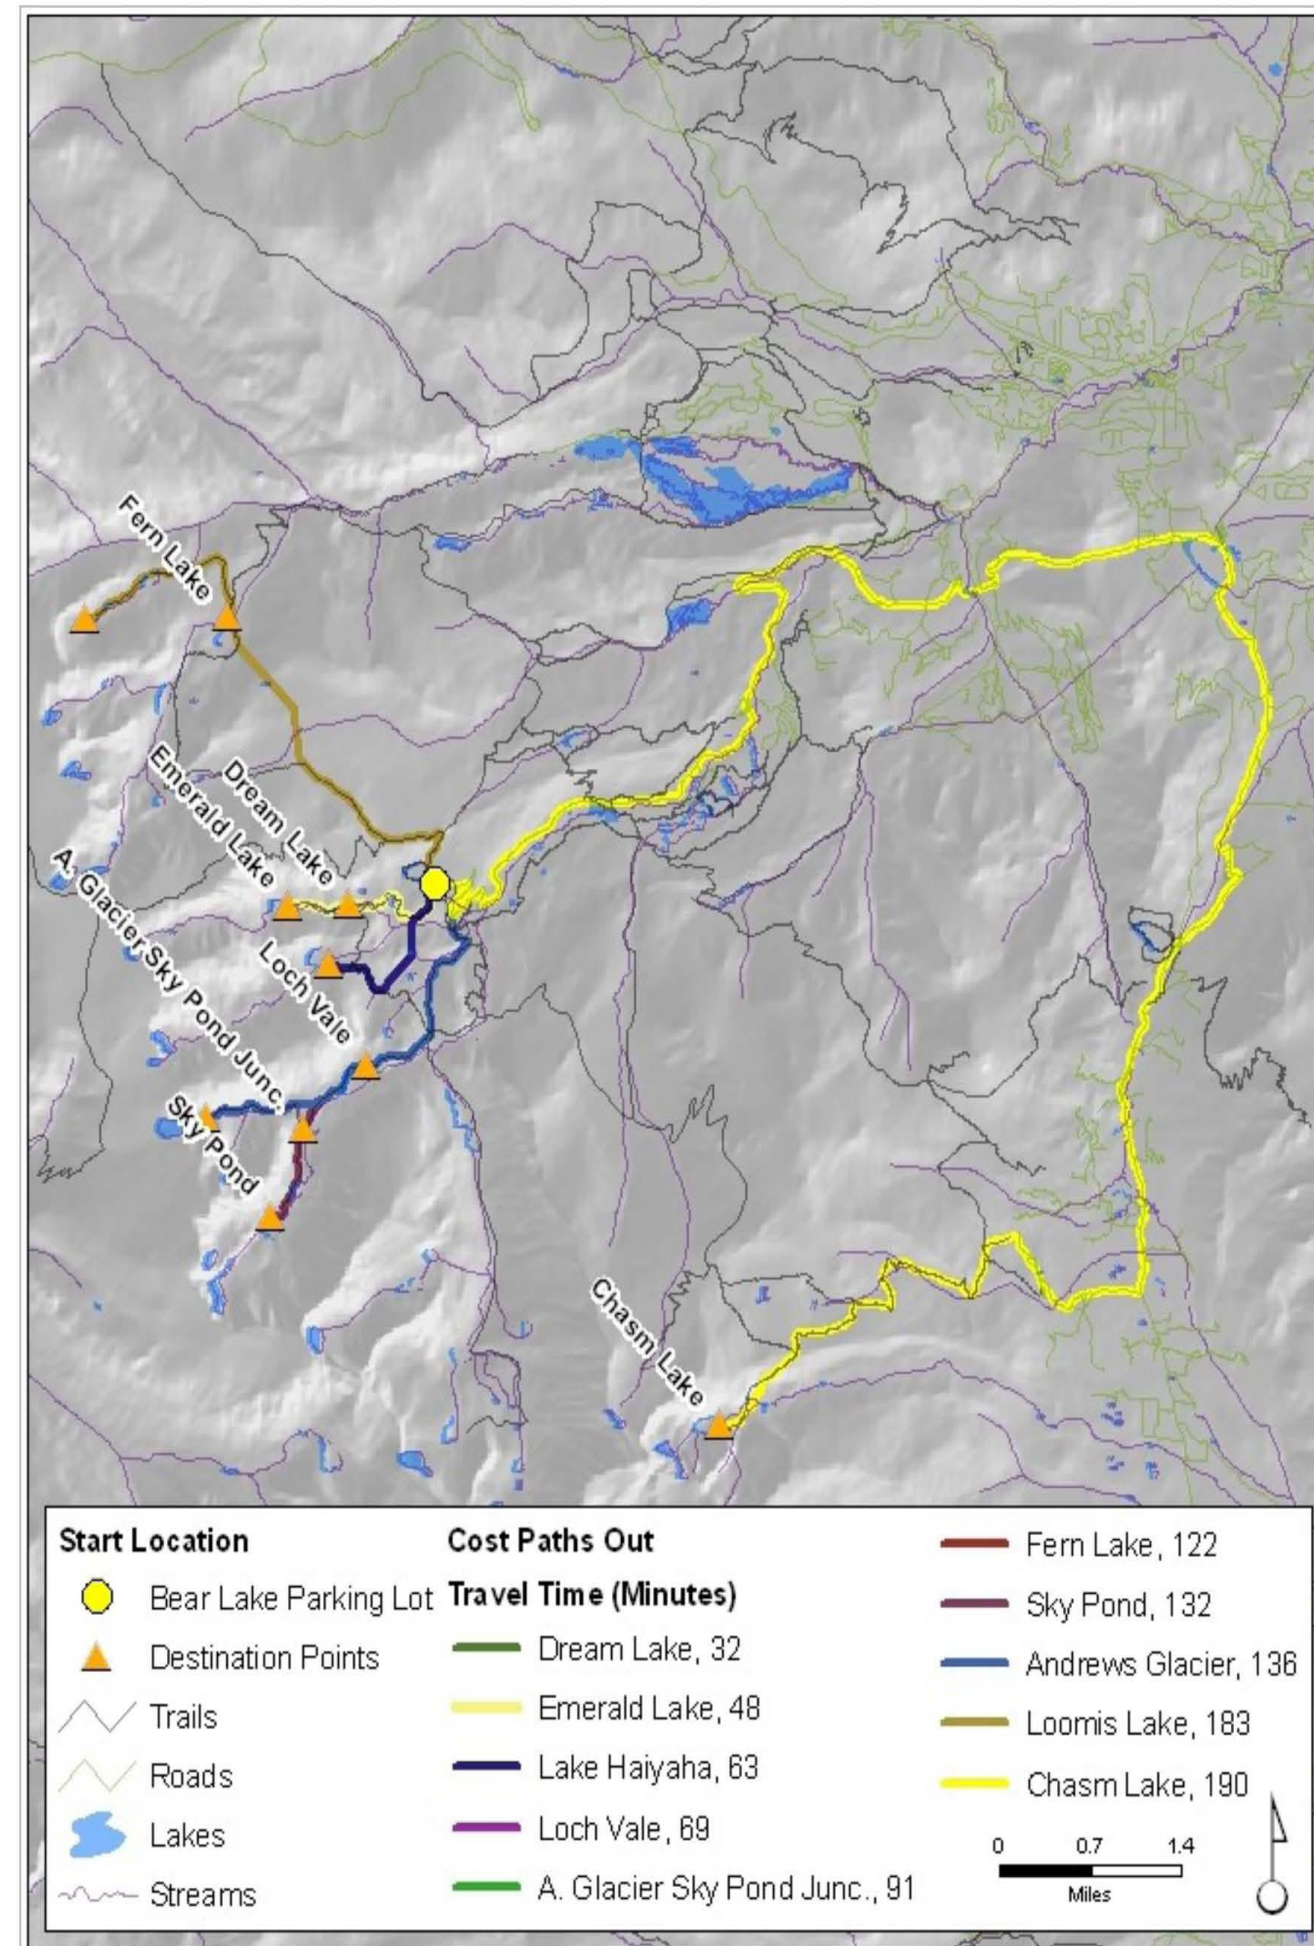 Fern Lake
Dream Lake
Emerald Lake
A. Glacier Sky Pond Junc.
Loch Vale
Sky Pond
Chasm Lake
Start Location
Bear Lake Parking Lot
Destination Points
Trails
Roads
Lakes
Streams
Cost Paths Out
Travel Time (Minutes)
Dream Lake, 32
Emerald Lake, 48
Lake Haiyaha, 63
Loch Vale, 69
A. Glacier Sky Pond Junc., 91
Fern Lake, 122
Sky Pond, 132
Andrews Glacier, 136
Loomis Lake, 183
Chasm Lake, 190
0 0.7 1.4
Miles